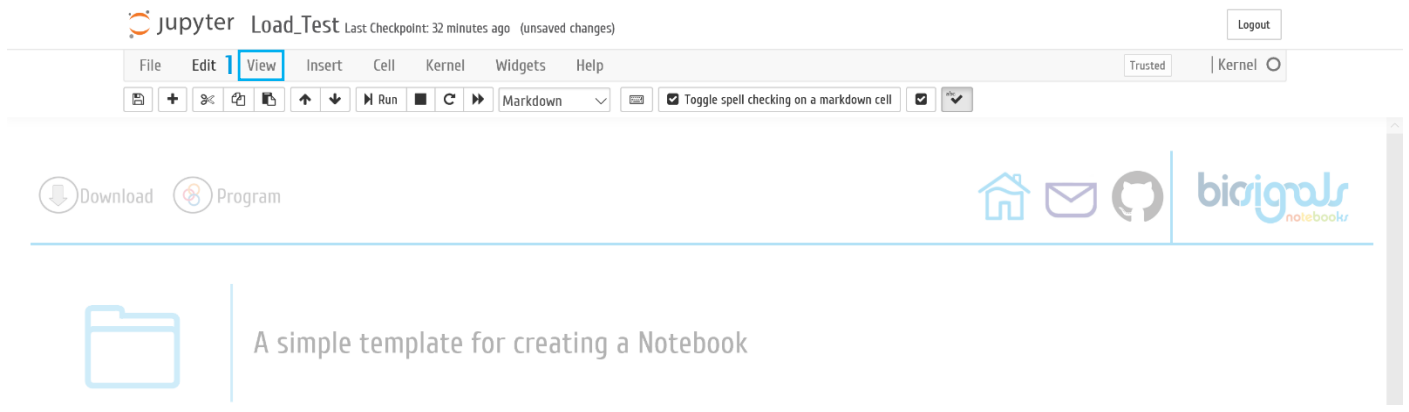 jupyter Load_Test Last Checkpoint: 32 minutes ago (unsaved changes) Logout
File Edit 1 View Insert Cell Kernel Widgets Help Trusted Kernel
Run Markdown Toggle spell checking on a markdown cell abc
Download Program biosignals
notebooks
A simple template for creating a Notebook